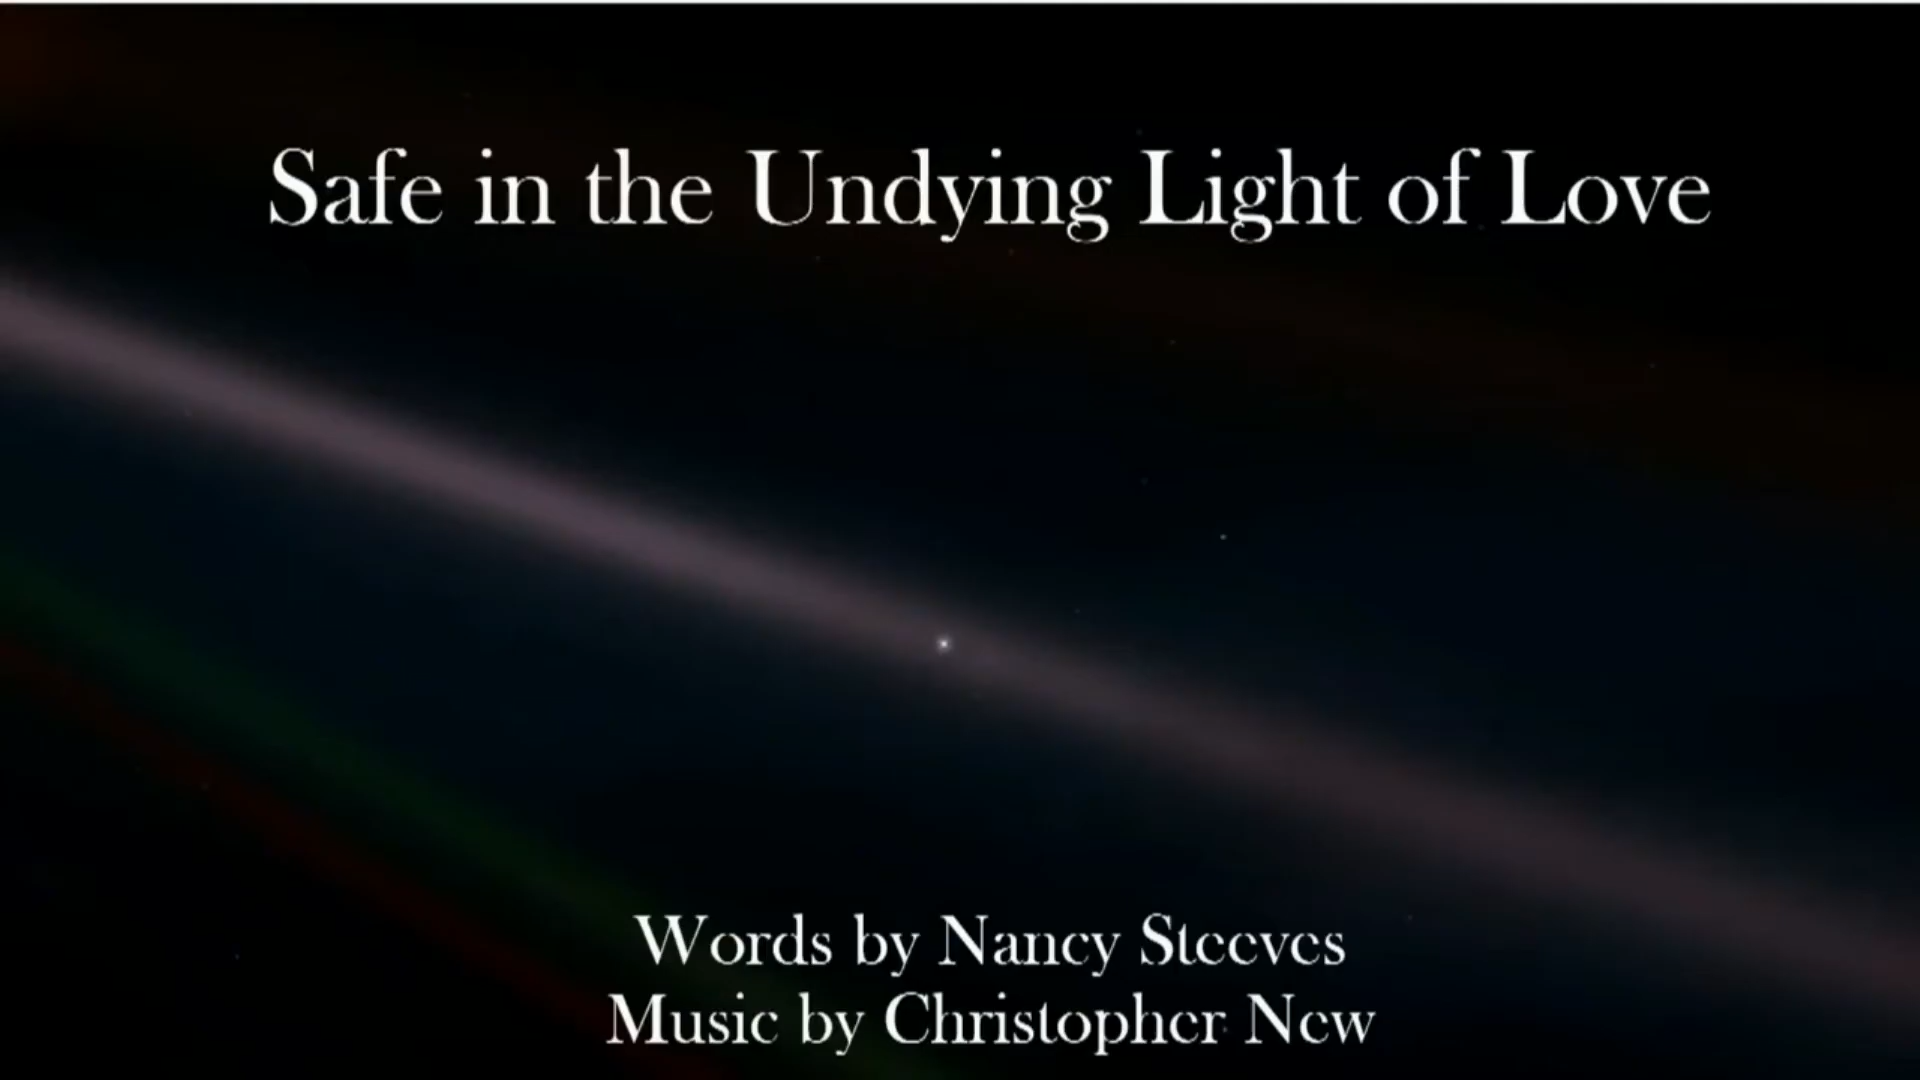 Safe in the Undying Light of Love
Words by Nancy Steeves
Music by Christopher New